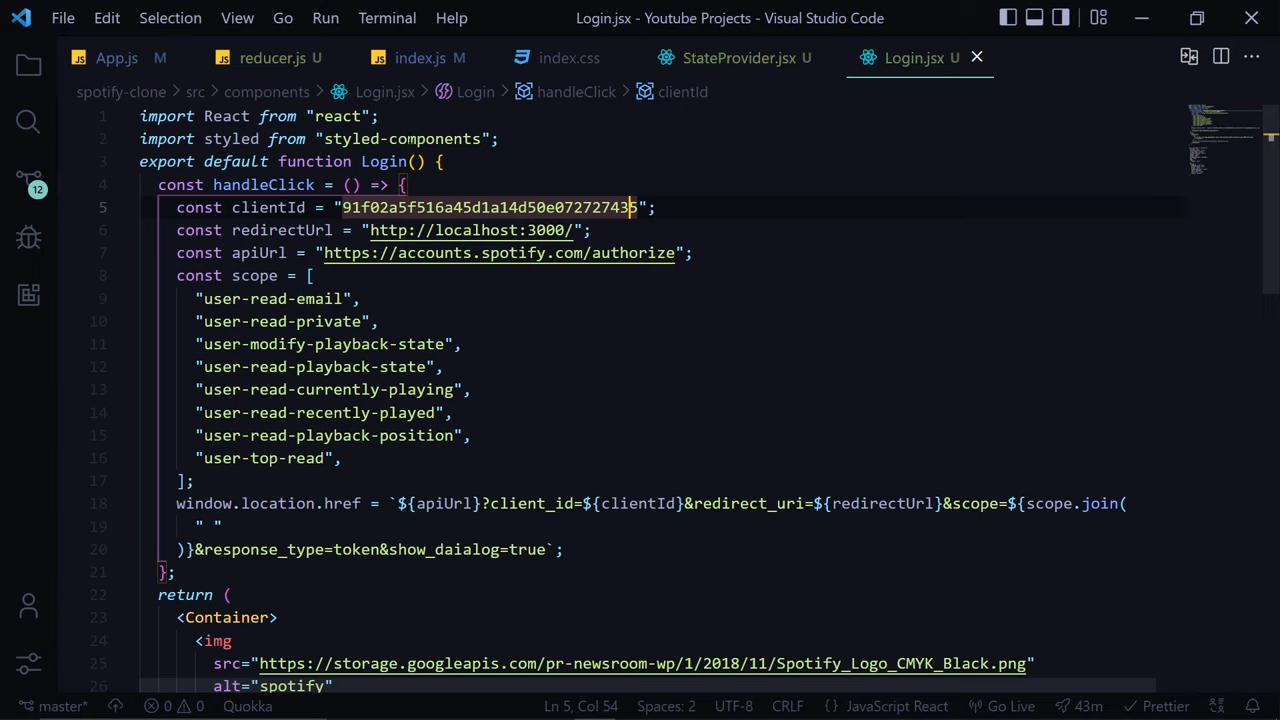 File Edit Selection View Go Run Terminal Help Login.jsx - Youtube Projects - Visual Studio Code
JS App.js M JS reducer.js U JS index.js M index.css StateProvider.jsx U Login.jsx U
spotify-clone > src > components > Login.jsx > Login > handleClick > clientId
1 import React from "react";
2 import styled from "styled-components";
3 export default function Login() {
4 const handleClick = () => {
5 const clientId = "91f02a5f516a45d1a14d50e072727435";
6 const redirectUrl = "http://localhost:3000/";
7 const apiUrl = "https://accounts.spotify.com/authorize";
8 const scope = [
9 "user-read-email",
10 "user-read-private",
11 "user-modify-playback-state",
12 "user-read-playback-state",
13 "user-read-currently-playing",
14 "user-read-recently-played",
15 "user-read-playback-position",
16 "user-top-read",
17 ];
18 window.location.href = `${apiUrl}?client_id=${clientId}&redirect_uri=${redirectUrl}&scope=${scope.join(
19 " "
20 )}&response_type=token&show_daialog=true`;
21 };
22 return (
23 <Container>
24 <img
25 src="https://storage.googleapis.com/pr-newsroom-wp/1/2018/11/Spotify_Logo_CMYK_Black.png"
26 alt="spotify"
12
master* 0 0 Quokka Ln 5, Col 54 Spaces: 2 UTF-8 CRLF {} JavaScript React Go Live 43m Prettier